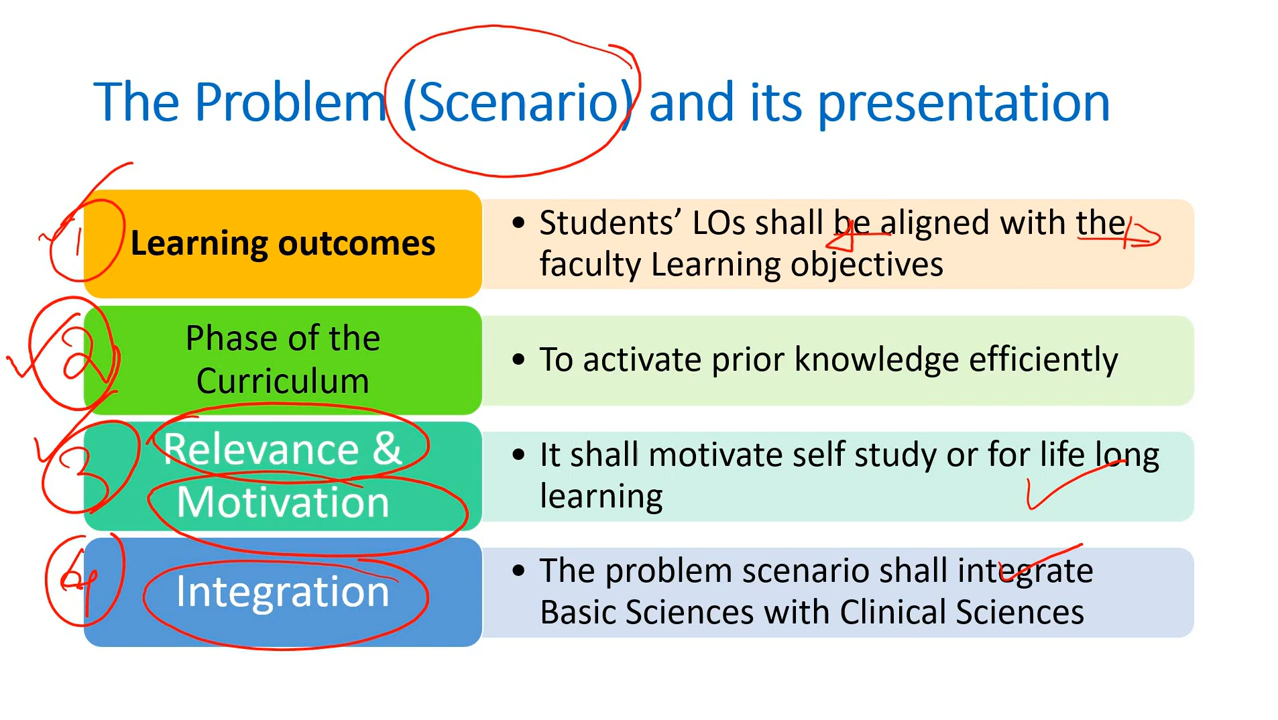 The Problem (Scenario) and its presentation
1
Learning outcomes
• Students’ LOs shall be aligned with the
faculty Learning objectives
2
Phase of the
Curriculum
• To activate prior knowledge efficiently
3
Relevance &
Motivation
• It shall motivate self study or for life long
learning
4
Integration
• The problem scenario shall integrate
Basic Sciences with Clinical Sciences